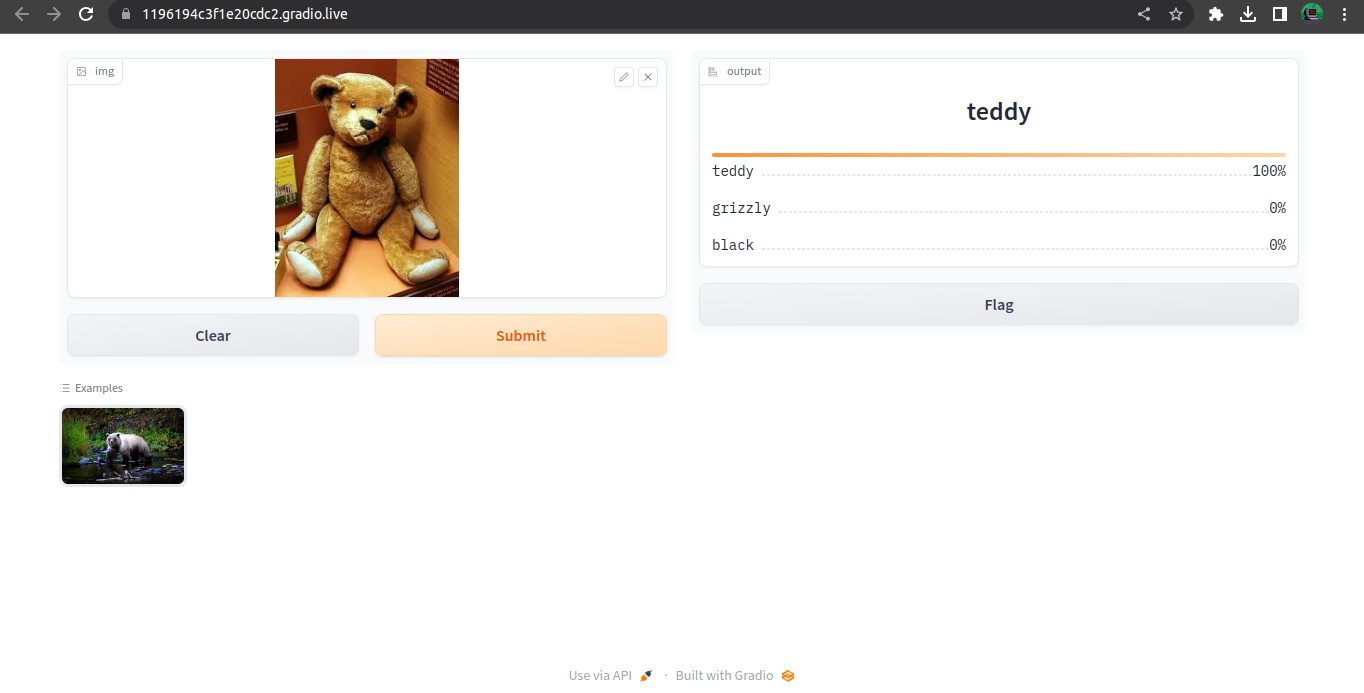 1196194c3f1e20cdc2.gradio.live
img
output
teddy
teddy 100%
grizzly 0%
black 0%
Flag
Clear
Submit
Examples
Use via API · Built with Gradio